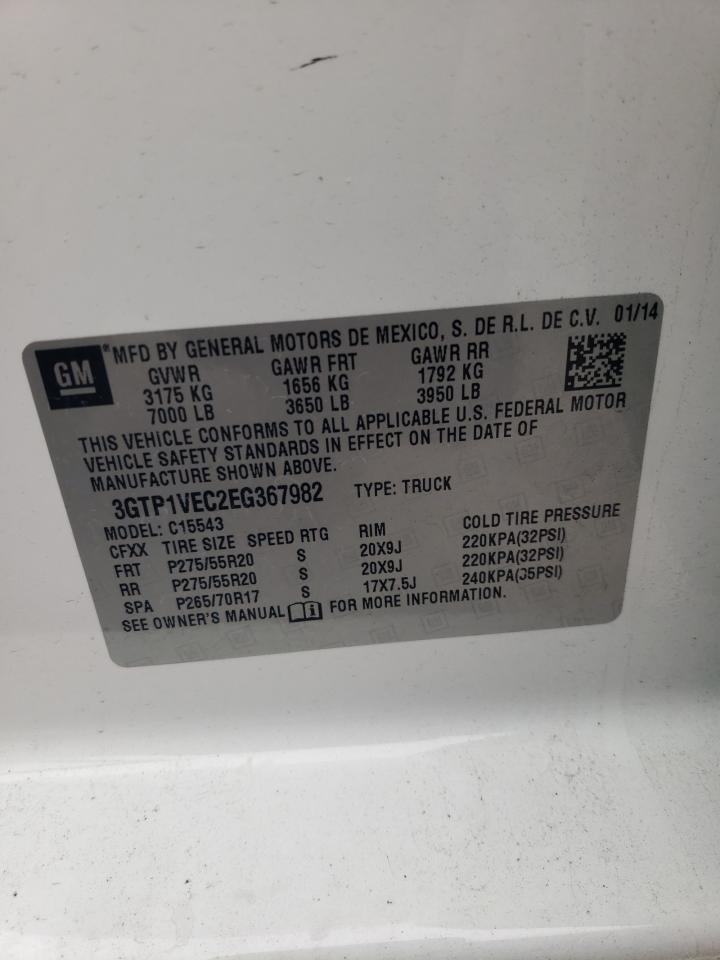 GM
MFD BY GENERAL MOTORS DE MEXICO, S. DE R.L. DE C.V. 01/14
GVWR GAWR FRT GAWR RR
3175 KG 1656 KG 1792 KG
7000 LB 3650 LB 3950 LB
THIS VEHICLE CONFORMS TO ALL APPLICABLE U.S. FEDERAL MOTOR
VEHICLE SAFETY STANDARDS IN EFFECT ON THE DATE OF
MANUFACTURE SHOWN ABOVE.
3GTP1VEC2EG367982 TYPE: TRUCK
MODEL: C15543
CFXX TIRE SIZE SPEED RTG RIM COLD TIRE PRESSURE
FRT P275/55R20 S 20X9J 220KPA(32PSI)
RR P275/55R20 S 20X9J 220KPA(32PSI)
SPA P265/70R17 S 17X7.5J 240KPA(35PSI)
SEE OWNER'S MANUAL FOR MORE INFORMATION.